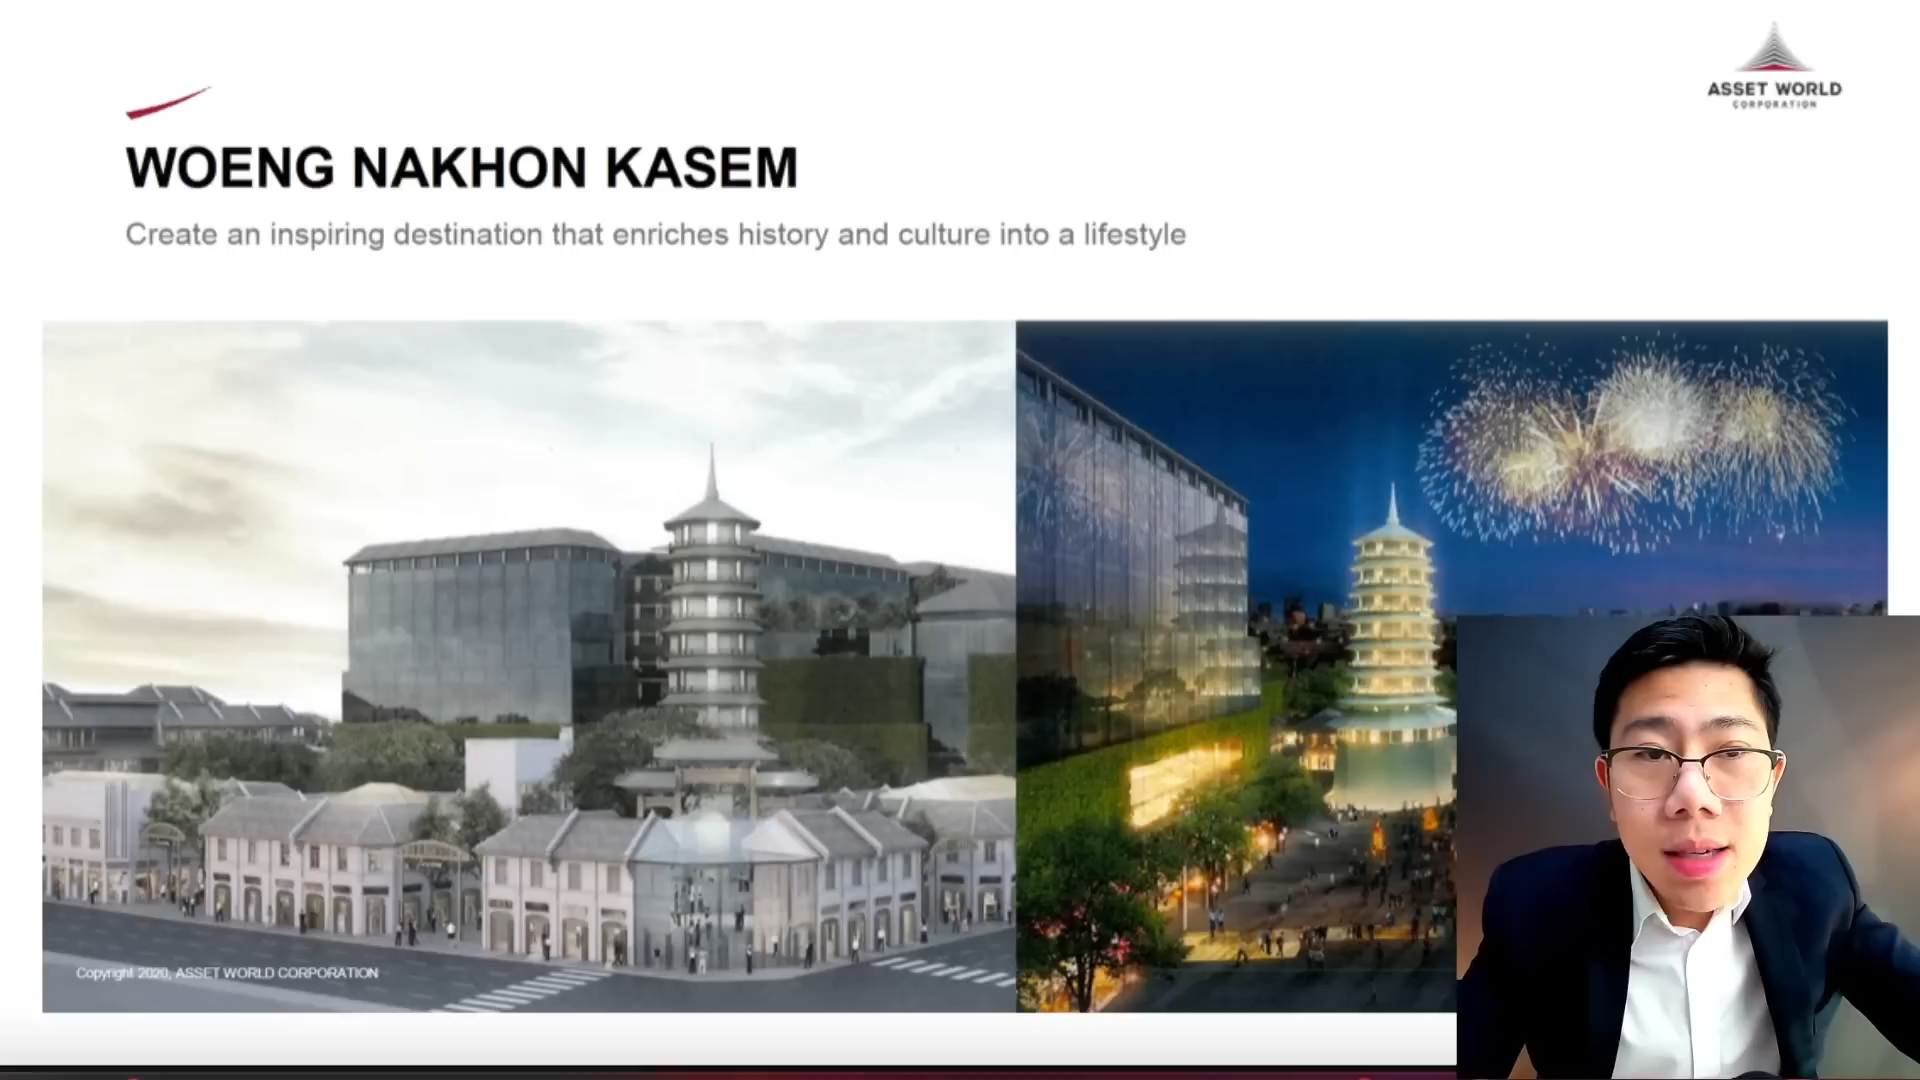 ASSET WORLD
CORPORATION
WOENG NAKHON KASEM
Create an inspiring destination that enriches history and culture into a lifestyle
Copyright 2020, ASSET WORLD CORPORATION